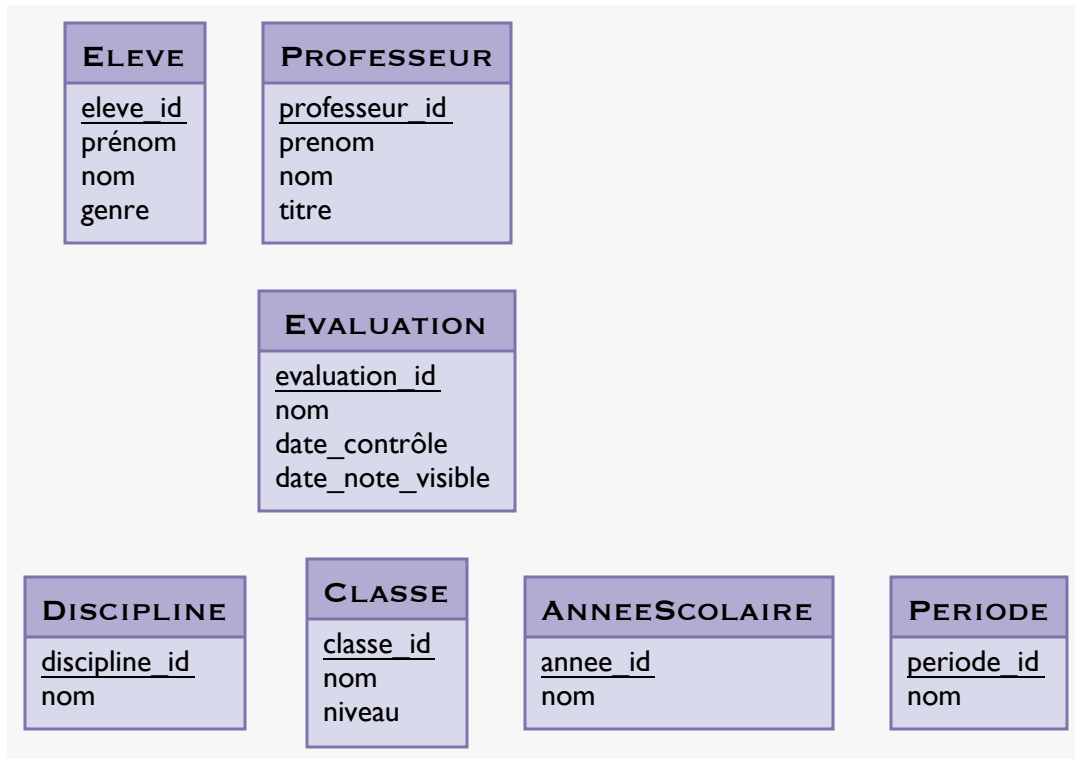 ELEVE
eleve_id
prénom
nom
genre
PROFESSEUR
professeur_id
prenom
nom
titre
EVALUATION
evaluation_id
nom
date_contrôle
date_note_visible
DISCIPLINE
discipline_id
nom
CLASSE
classe_id
nom
niveau
ANNEESCOLAIRE
annee_id
nom
PERIODE
periode_id
nom